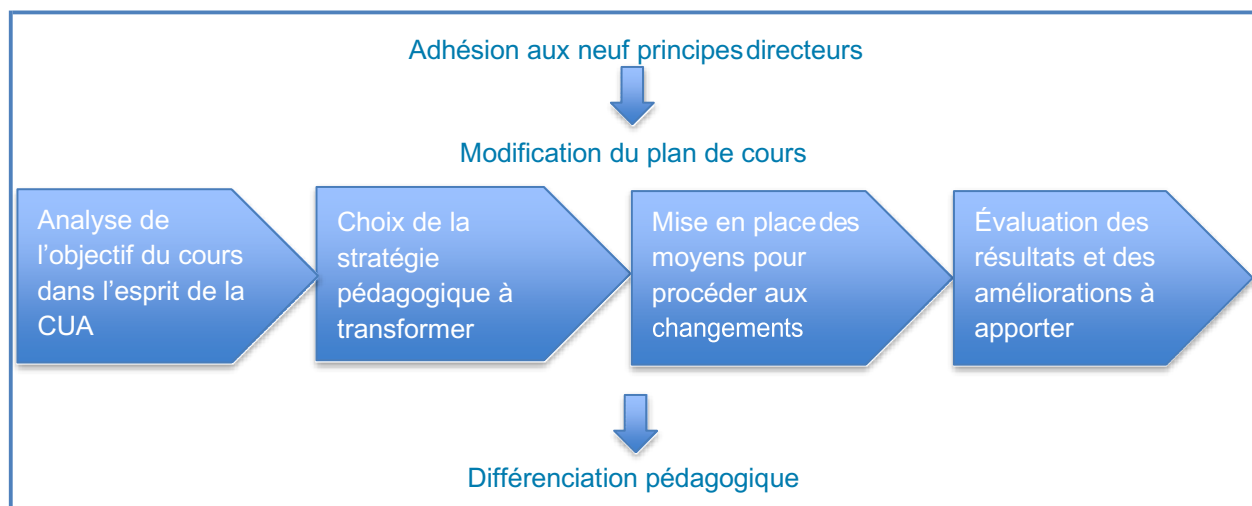 Adhésion aux neuf principes directeurs
Modification du plan de cours
Analyse de
l’objectif du cours
dans l’esprit de la
CUA
Choix de la
stratégie
pédagogique à
transformer
Mise en place des
moyens pour
procéder aux
changements
Évaluation des
résultats et des
améliorations à
apporter
Différenciation pédagogique